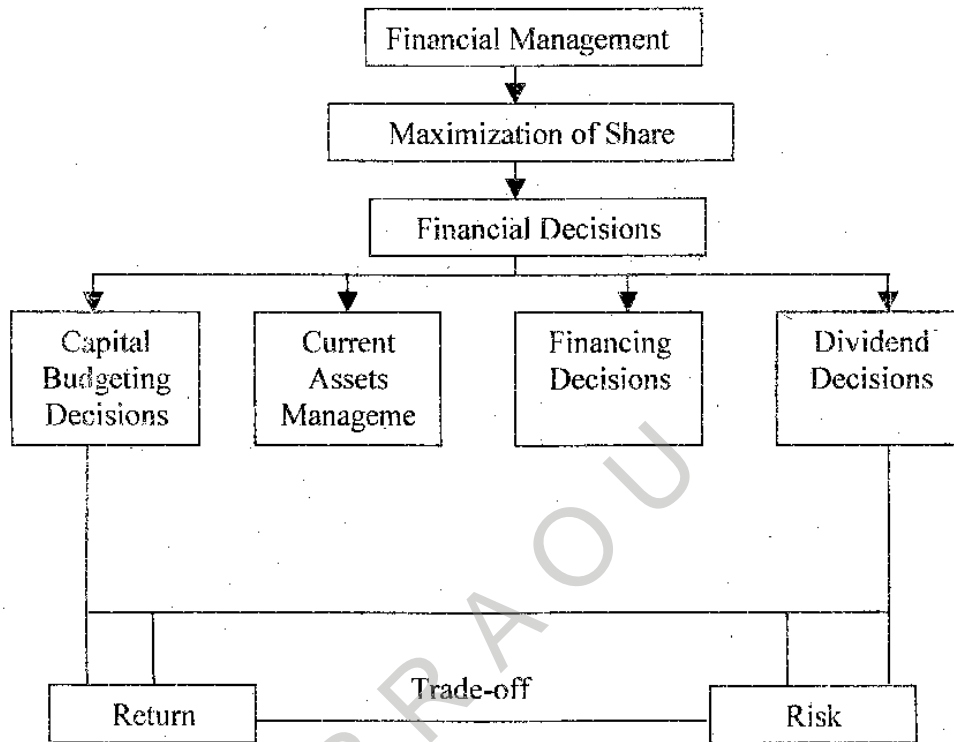 Financial Management
Maximization of Share
Financial Decisions
Capital
Budgeting
Decisions
Current
Assets
Manageme
Financing
Decisions
Dividend
Decisions
Trade-off
Return
Risk
RAOU